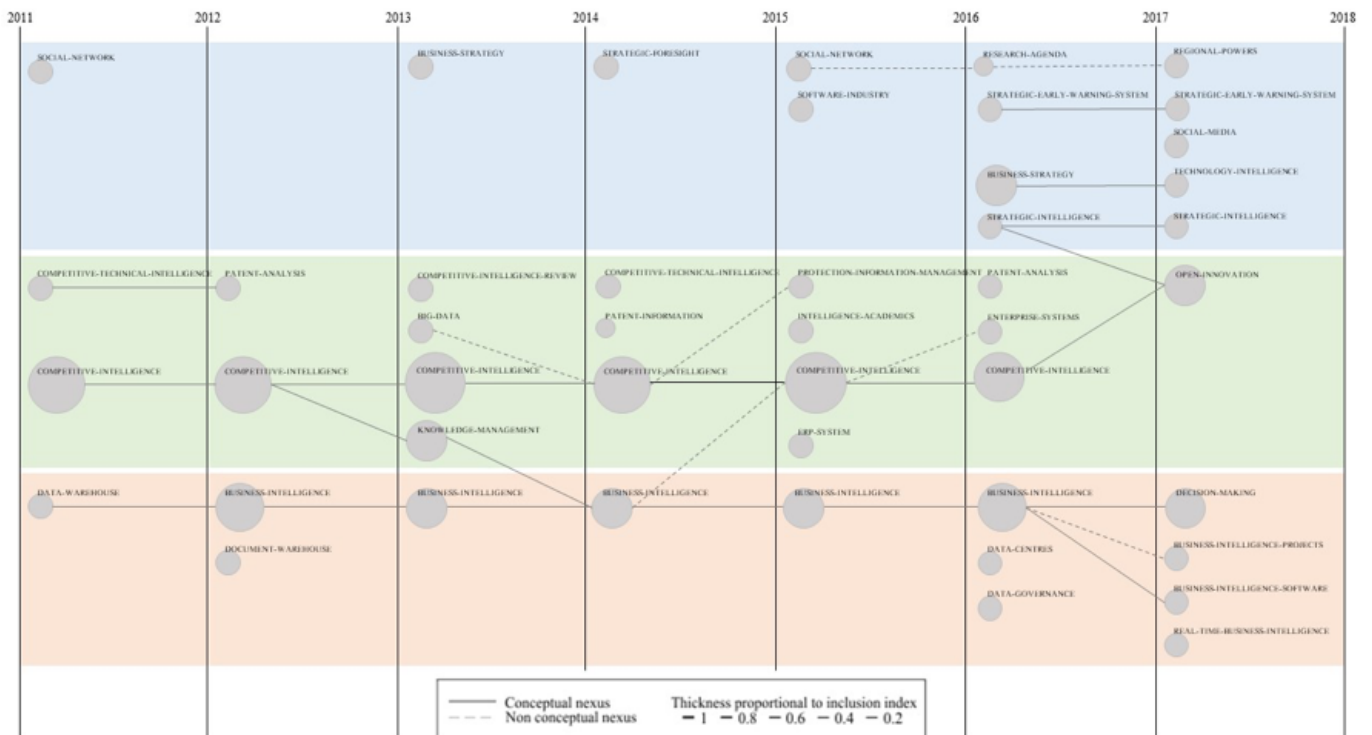 2011 2012 2013 2014 2015 2016 2017 2018
SOCIAL-NETWORK BUSINESS-STRATEGY STRATEGIC-FORESIGHT SOCIAL-NETWORK RESEARCH-AGENDA REGIONAL-POWERS
SOFTWARE-INDUSTRY STRATEGIC-EARLY-WARNING-SYSTEM STRATEGIC-EARLY-WARNING-SYSTEM
SOCIAL-MEDIA
BUSINESS-STRATEGY TECHNOLOGY-INTELLIGENCE
STRATEGIC-INTELLIGENCE STRATEGIC-INTELLIGENCE
COMPETITIVE-TECHNICAL-INTELLIGENCE PATENT-ANALYSIS COMPETITIVE-INTELLIGENCE-REVIEW COMPETITIVE-TECHNICAL-INTELLIGENCE PROTECTION-INFORMATION-MANAGEMENT PATENT-ANALYSIS OPEN-INNOVATION
BIG-DATA PATENT-INFORMATION INTELLIGENCE-ACADEMICS ENTERPRISE-SYSTEMS
COMPETITIVE-INTELLIGENCE COMPETITIVE-INTELLIGENCE COMPETITIVE-INTELLIGENCE COMPETITIVE-INTELLIGENCE COMPETITIVE-INTELLIGENCE COMPETITIVE-INTELLIGENCE
KNOWLEDGE-MANAGEMENT ERP-SYSTEM
DATA-WAREHOUSE BUSINESS-INTELLIGENCE BUSINESS-INTELLIGENCE BUSINESS-INTELLIGENCE BUSINESS-INTELLIGENCE BUSINESS-INTELLIGENCE DECISION-MAKING
DOCUMENT-WAREHOUSE DATA-CENTRES BUSINESS-INTELLIGENCE-PROJECTS
DATA-GOVERNANCE BUSINESS-INTELLIGENCE-SOFTWARE
REAL-TIME-BUSINESS-INTELLIGENCE
Conceptual nexus Thickness proportional to inclusion index
Non conceptual nexus 1 0.8 0.6 0.4 0.2